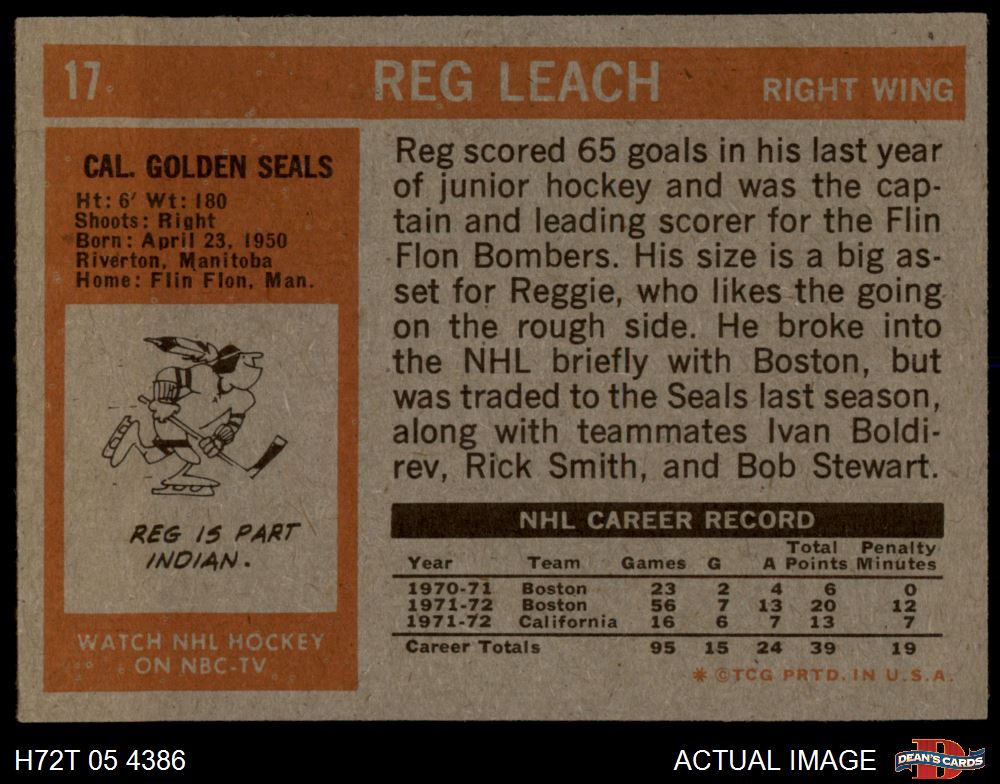 17
REG LEACH
RIGHT WING
CAL. GOLDEN SEALS
Ht: 6' Wt: 180
Shoots: Right
Born: April 23, 1950
Riverton, Manitoba
Home: Flin Flon, Man.
REG IS PART
INDIAN.
WATCH NHL HOCKEY
ON NBC-TV
Reg scored 65 goals in his last year
of junior hockey and was the cap-
tain and leading scorer for the Flin
Flon Bombers. His size is a big as-
set for Reggie, who likes the going
on the rough side. He broke into
the NHL briefly with Boston, but
was traded to the Seals last season,
along with teammates Ivan Boldi-
rev, Rick Smith, and Bob Stewart.
NHL CAREER RECORD
Year Team Games G A Total Points Penalty Minutes
1970-71 Boston 23 2 4 6 0
1971-72 Boston 56 7 13 20 12
1971-72 California 16 6 7 13 7
Career Totals 95 15 24 39 19
* ©TCG PRTD. IN U.S.A.
H72T 05 4386
ACTUAL IMAGE
D
DEAN'S CARDS